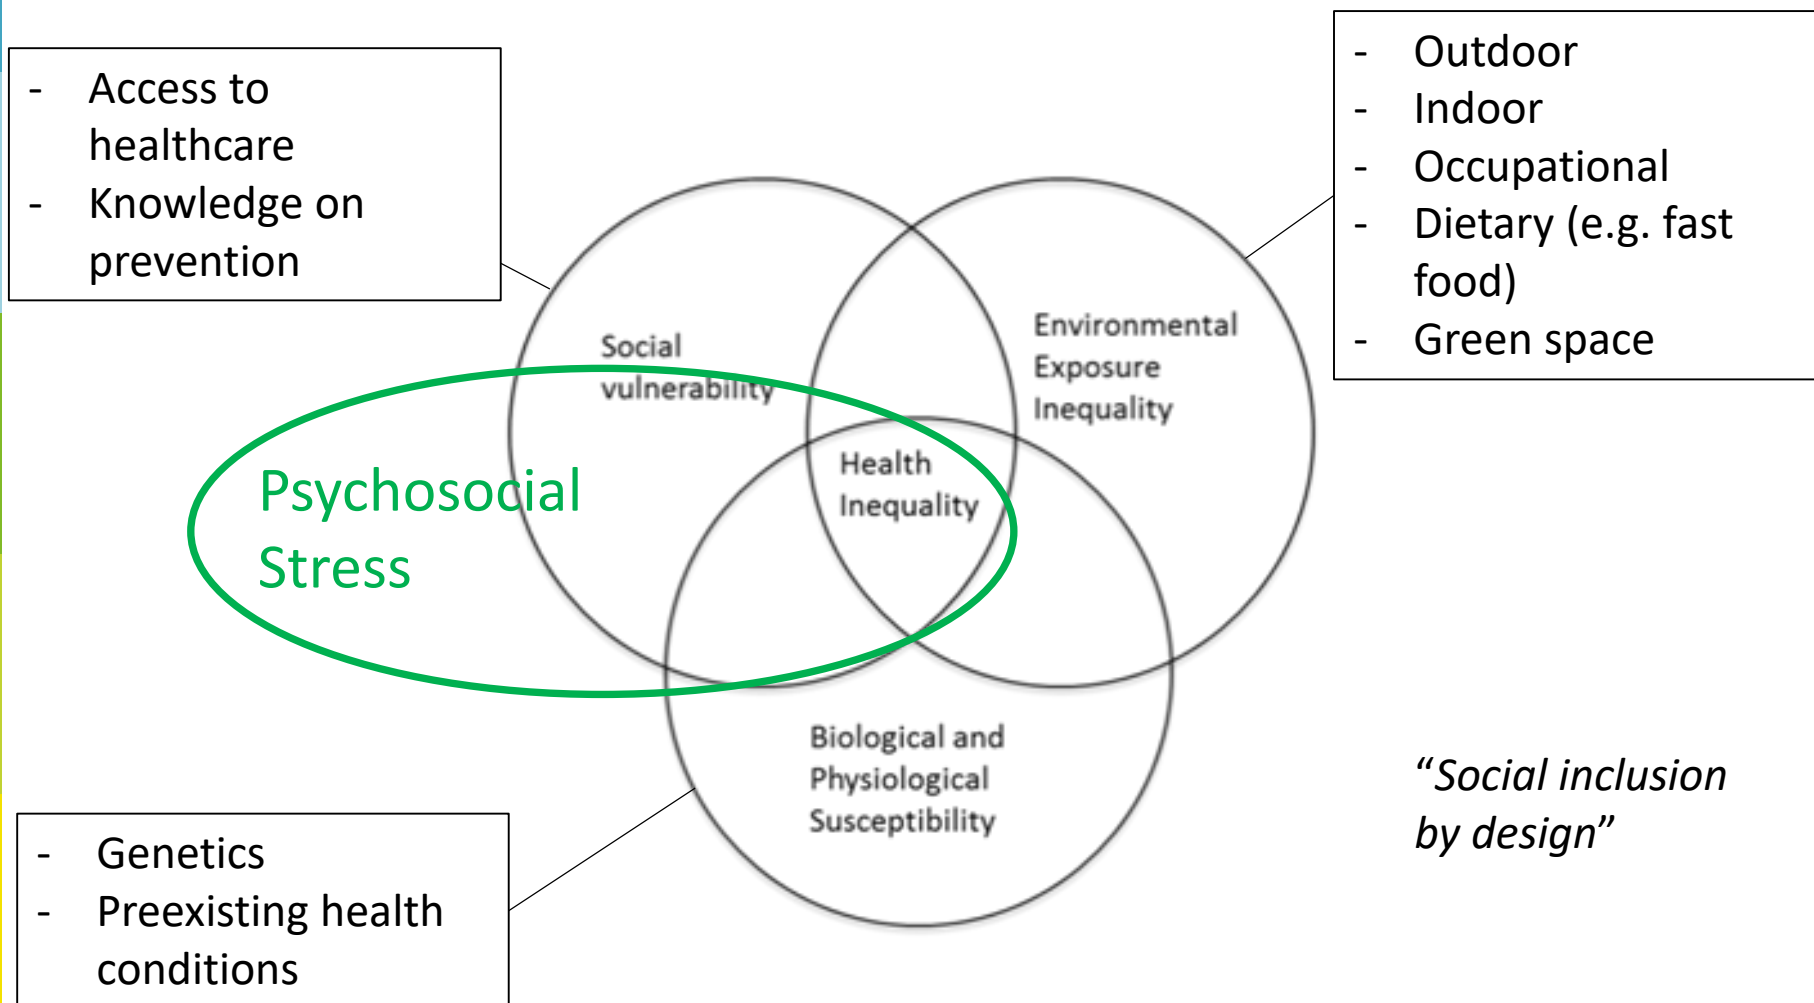 - Access to
healthcare
- Knowledge on
prevention
- Outdoor
- Indoor
- Occupational
- Dietary (e.g. fast
food)
- Green space
Social
vulnerability
Environmental
Exposure
Inequality
Health
Inequality
Psychosocial
Stress
Biological and
Physiological
Susceptibility
- Genetics
- Preexisting health
conditions
“Social inclusion
by design”